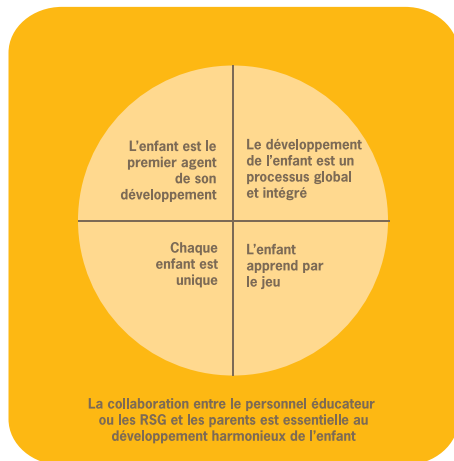 L'enfant est le
premier agent
de son
développement
Le développement
de l'enfant est un
processus global
et intégré
Chaque
enfant est
unique
L'enfant
apprend par
le jeu
La collaboration entre le personnel éducateur
ou les RSG et les parents est essentielle au
développement harmonieux de l'enfant